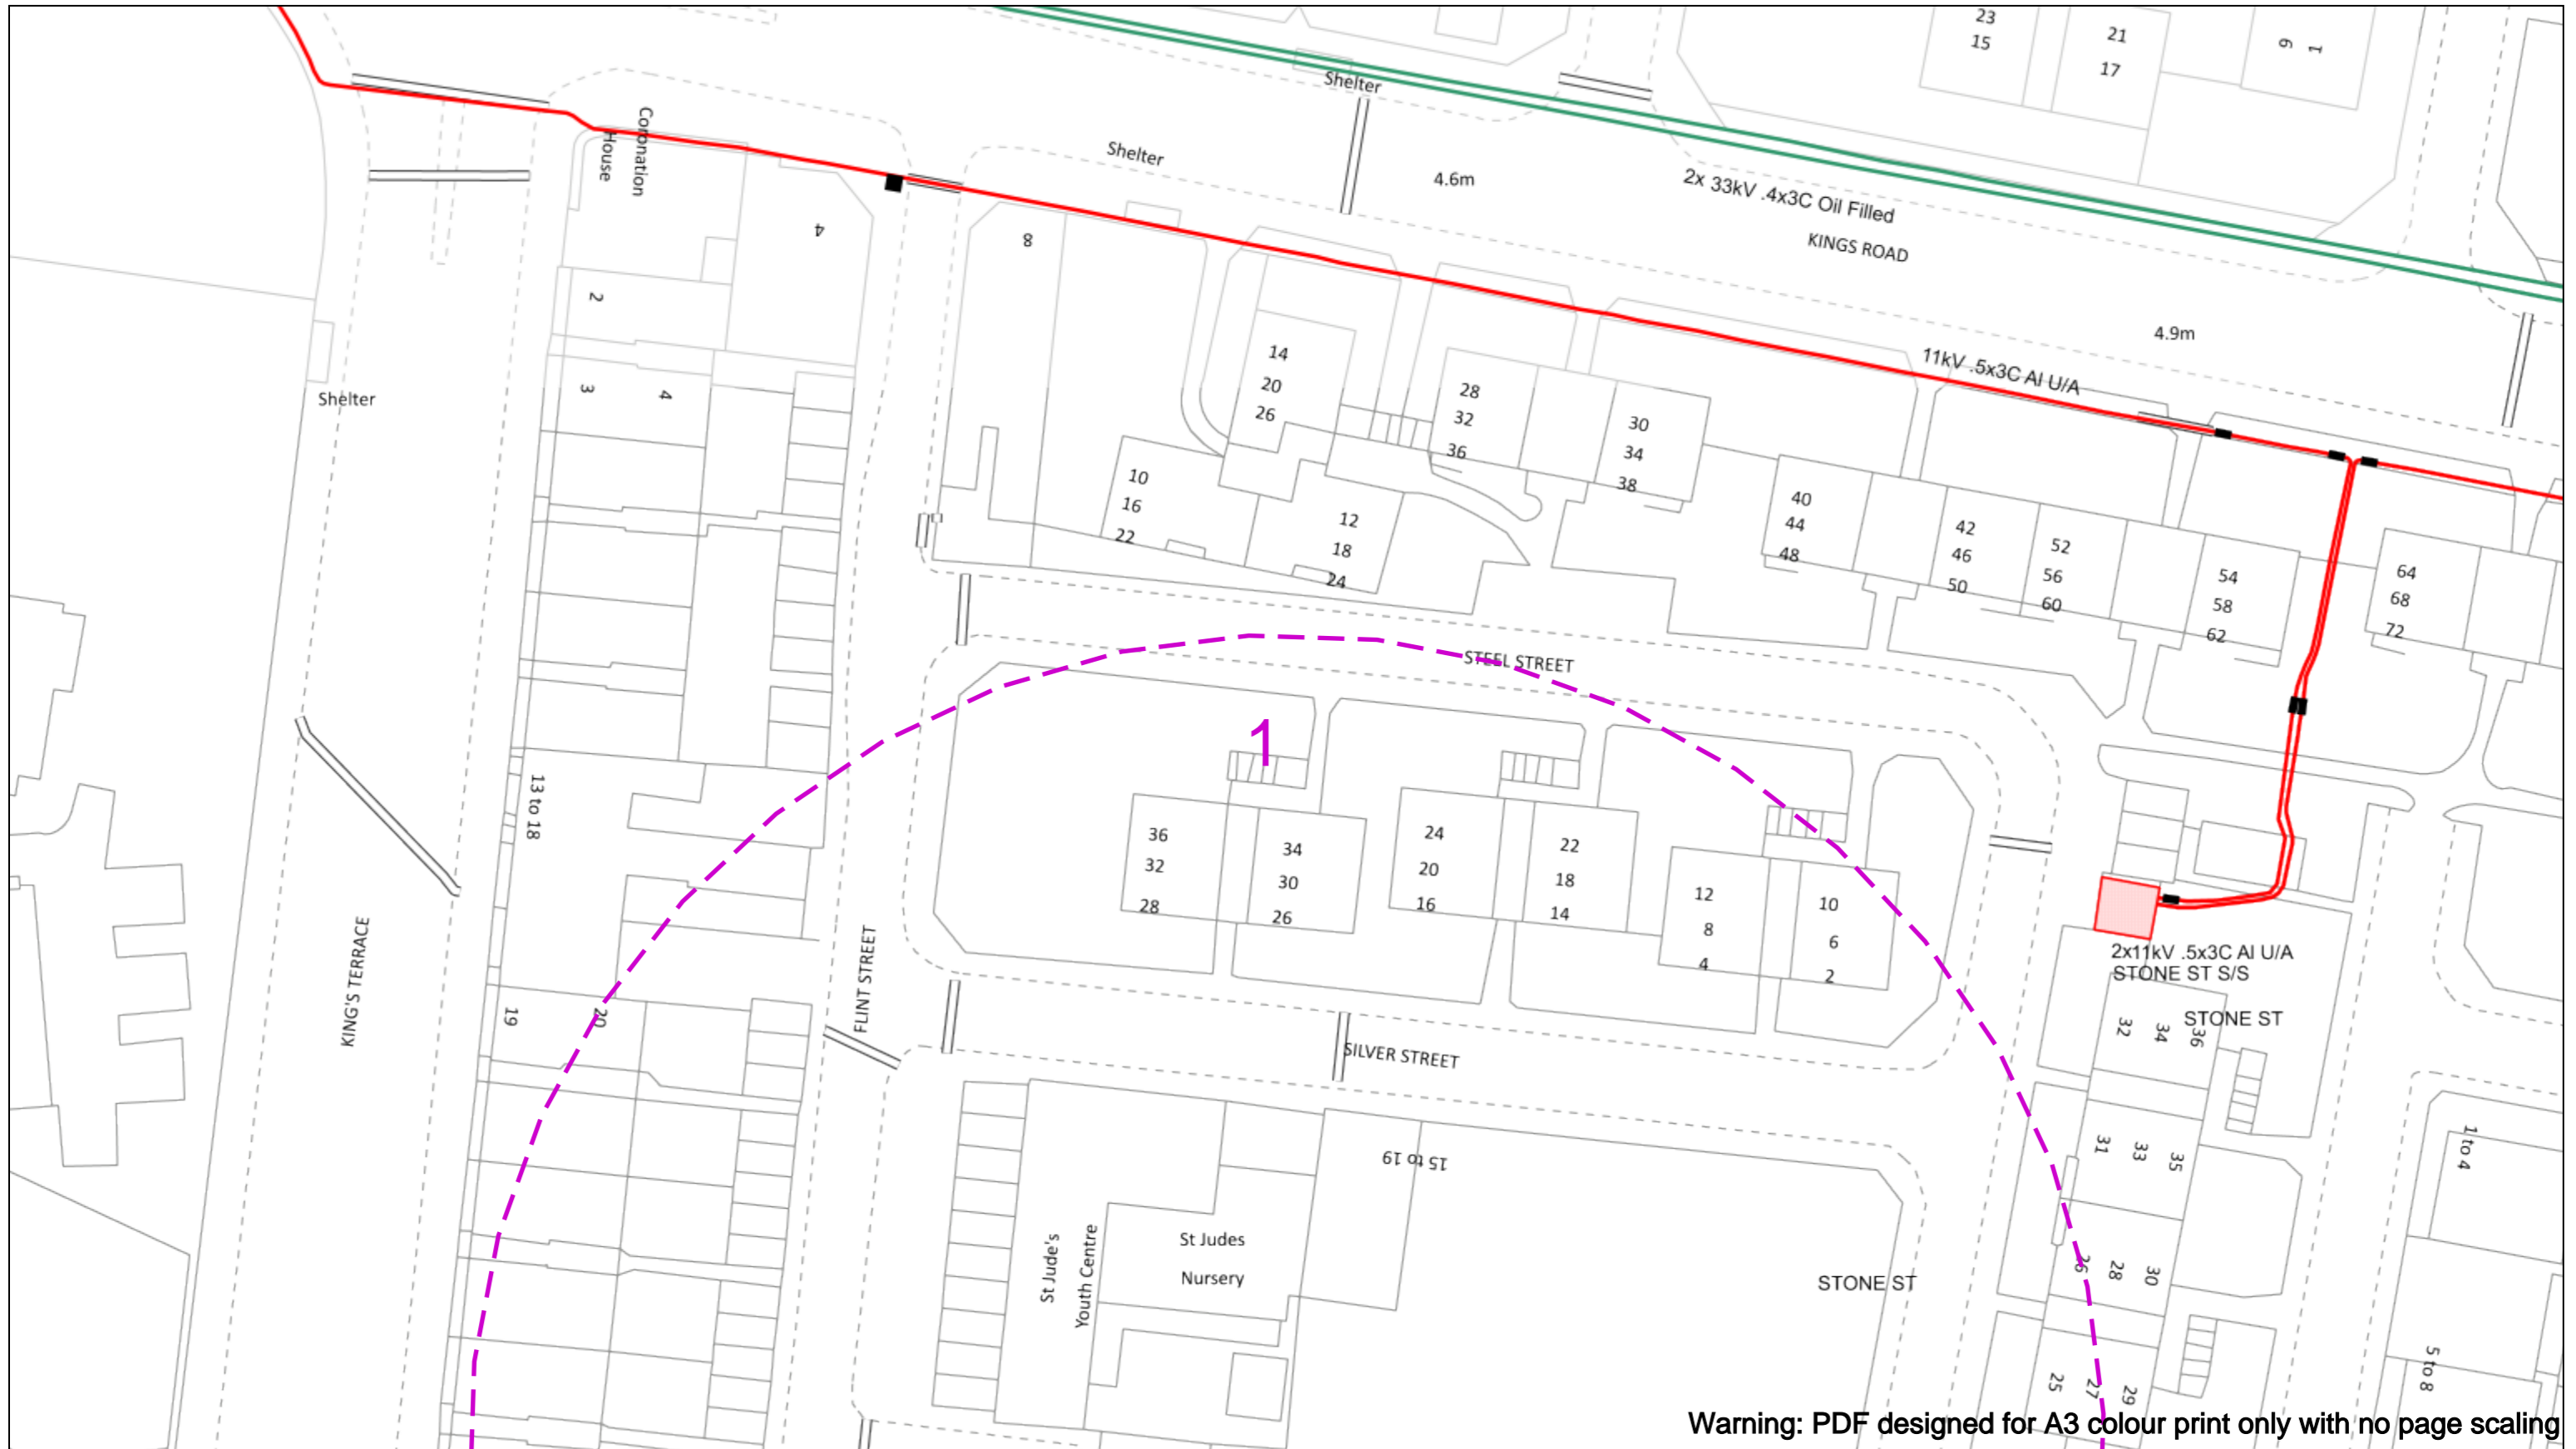 23
15
21
17
9
1
Shelter
Coronation
House
Shelter
4.6m
2x 33kV .4x3C Oil Filled
KINGS ROAD
4
8
2
4.9m
11kV .5x3C Al U/A
3
4
Shelter
14
20
26
28
32
36
30
34
38
10
16
22
12
18
24
40
44
48
42
46
50
52
56
60
54
58
62
64
68
72
STEEL STREET
1
13 to 18
36
32
28
34
30
26
24
20
16
22
18
14
12
8
4
10
6
2
KING'S TERRACE
FLINT STREET
19
20
2x11kV .5x3C Al U/A
STONE ST S/S
STONE ST
32
34
36
SILVER STREET
15 to 19
31
33
35
1 to 4
St Jude's
Youth Centre
St Judes
Nursery
STONE ST
26
28
30
25
27
29
5 to 8
Warning: PDF designed for A3 colour print only with no page scaling